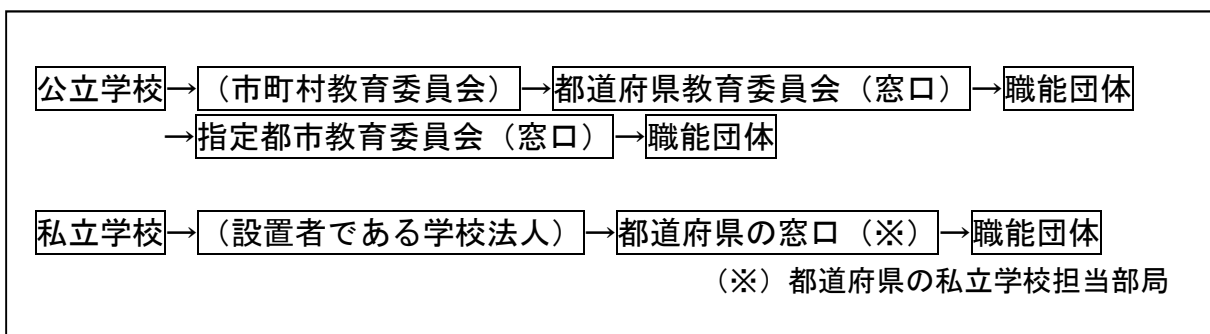 公立学校→（市町村教育委員会）→都道府県教育委員会（窓口）→職能団体
→指定都市教育委員会（窓口）→職能団体
私立学校→（設置者である学校法人）→都道府県の窓口（※）→職能団体
（※）都道府県の私立学校担当部局